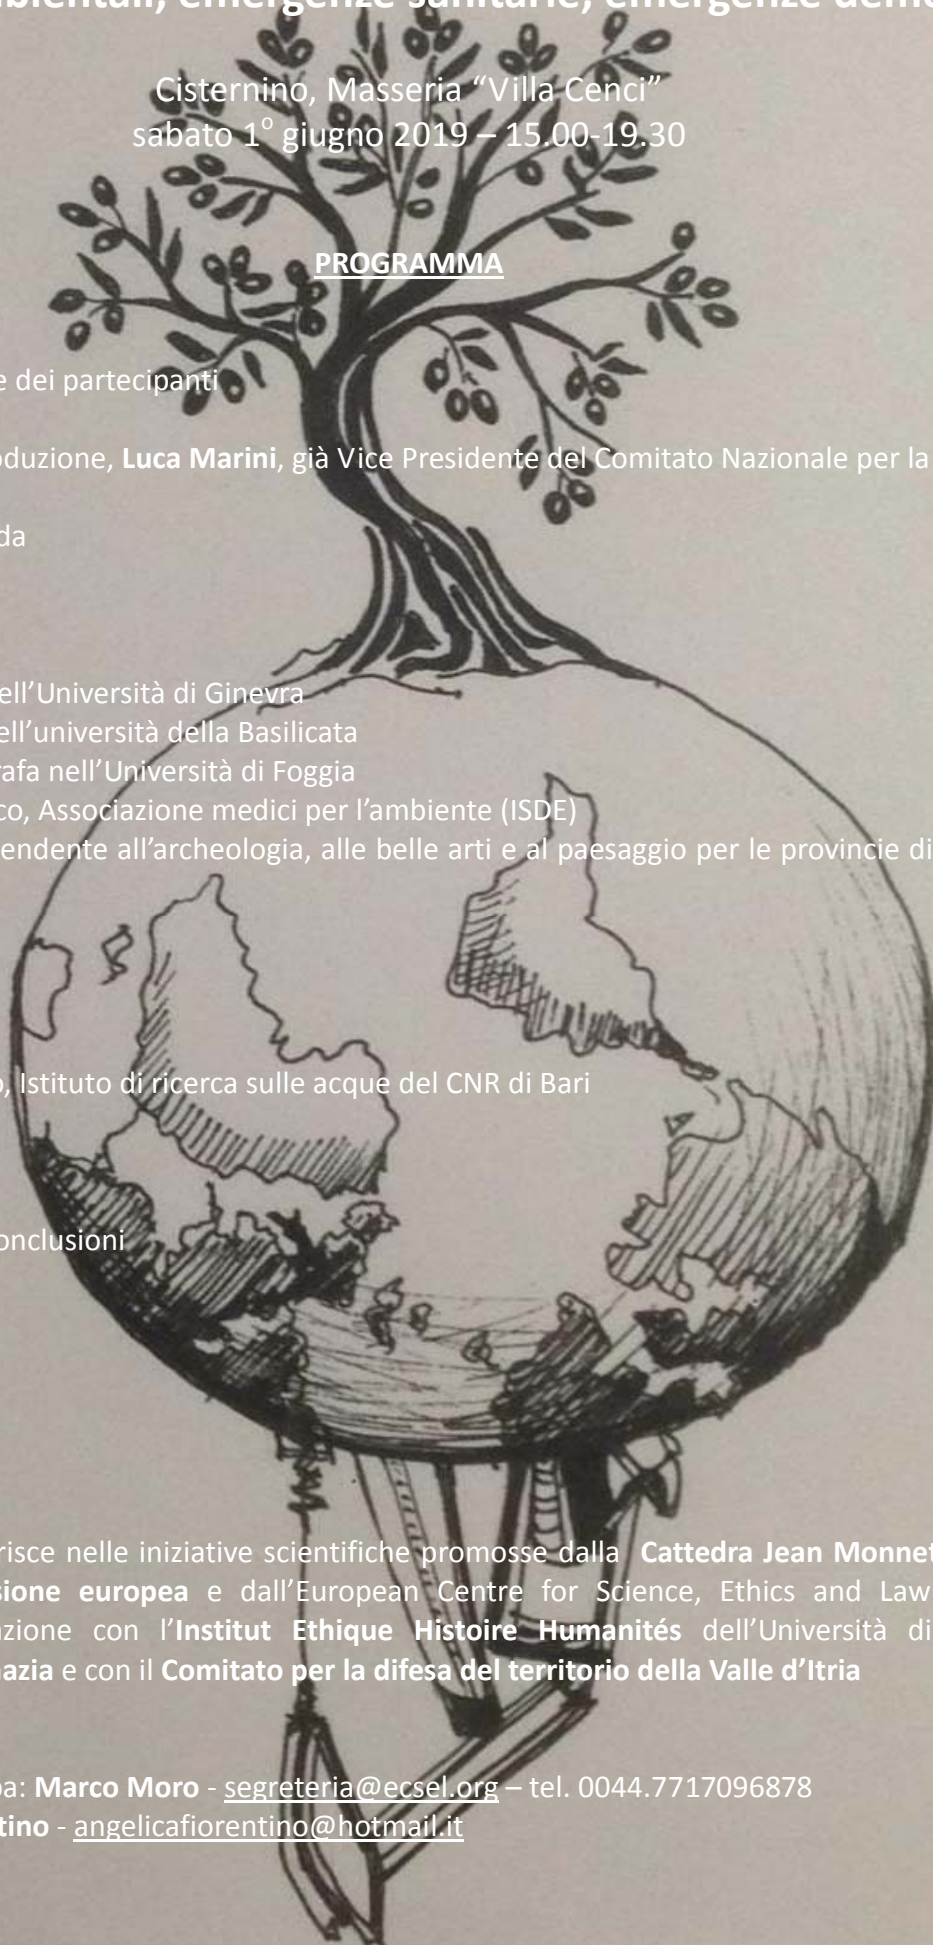 emergenze sanitarie, emergenze
Cisternino, Masseria “Villa Cenci”
sabato 1° giugno 2019 – 15.00-19.30
PROGRAMMA
e dei partecipanti
oduzione, Luca Marini, già Vice Presidente del Comitato Nazionale per la
da
ell’Università di Ginevra
ell’università della Basilicata
rafa nell’Università di Foggia
co, Associazione medici per l’ambiente (ISDE)
endente all’archeologia, alle belle arti e al paesaggio per le provincie di
o, Istituto di ricerca sulle acque del CNR di Bari
onclusioni
risce nelle iniziative scientifiche promosse dalla Cattedra Jean Monnet
sione europea e dall’European Centre for Science, Ethics and Law
azione con l’Institut Ethique Histoire Humanités dell’Università di
nazia e con il Comitato per la difesa del territorio della Valle d’Itria
pa: Marco Moro - segreteria@ecsel.org – tel. 0044.7717096878
tino - angelicafiorentino@hotmail.it